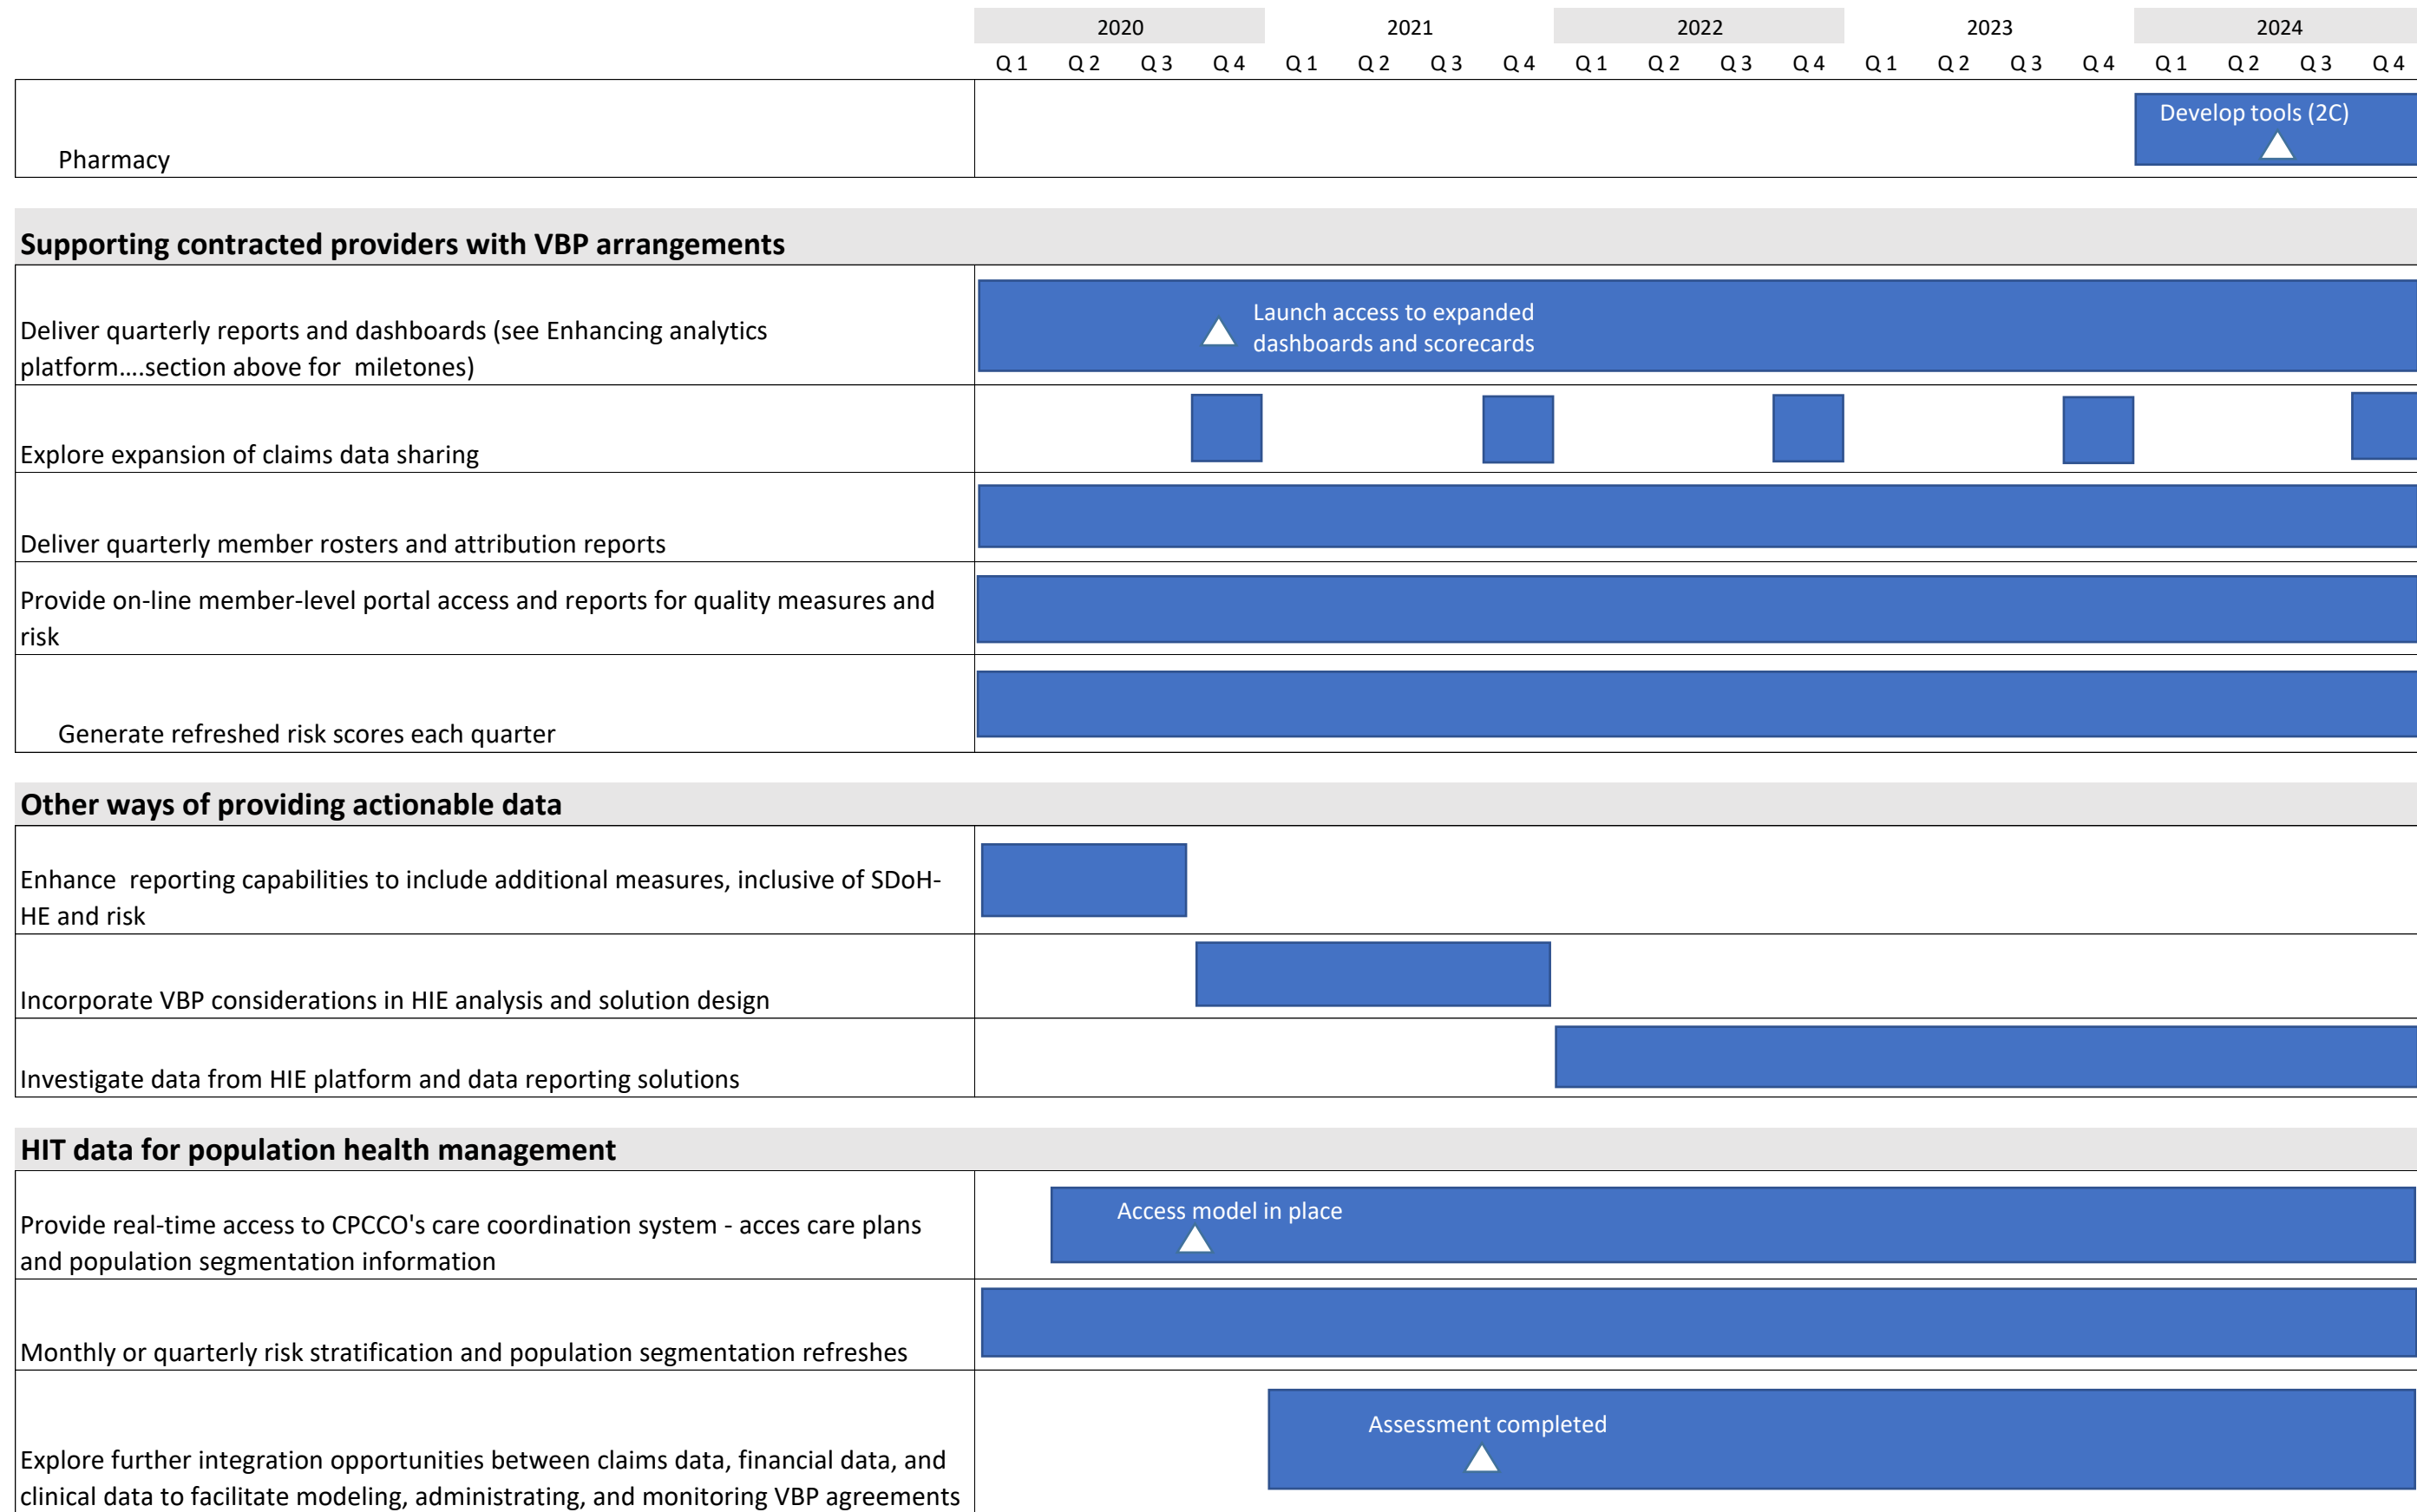 2020 2021 2022 2023 2024
Q 1 Q 2 Q 3 Q 4 Q 1 Q 2 Q 3 Q 4 Q 1 Q 2 Q 3 Q 4 Q 1 Q 2 Q 3 Q 4 Q 1 Q 2 Q 3 Q 4
Develop tools (2C)
Pharmacy
Supporting contracted providers with VBP arrangements
Launch access to expanded
dashboards and scorecards
Deliver quarterly reports and dashboards (see Enhancing analytics
platform....section above for  miletones)
Explore expansion of claims data sharing
Deliver quarterly member rosters and attribution reports
Provide on-line member-level portal access and reports for quality measures and
risk
Generate refreshed risk scores each quarter
Other ways of providing actionable data
Enhance  reporting capabilities to include additional measures, inclusive of SDoH-
HE and risk
Incorporate VBP considerations in HIE analysis and solution design
Investigate data from HIE platform and data reporting solutions
HIT data for population health management
Access model in place
Provide real-time access to CPCCO's care coordination system - acces care plans
and population segmentation information
Monthly or quarterly risk stratification and population segmentation refreshes
Assessment completed
Explore further integration opportunities between claims data, financial data, and
clinical data to facilitate modeling, administrating, and monitoring VBP agreements